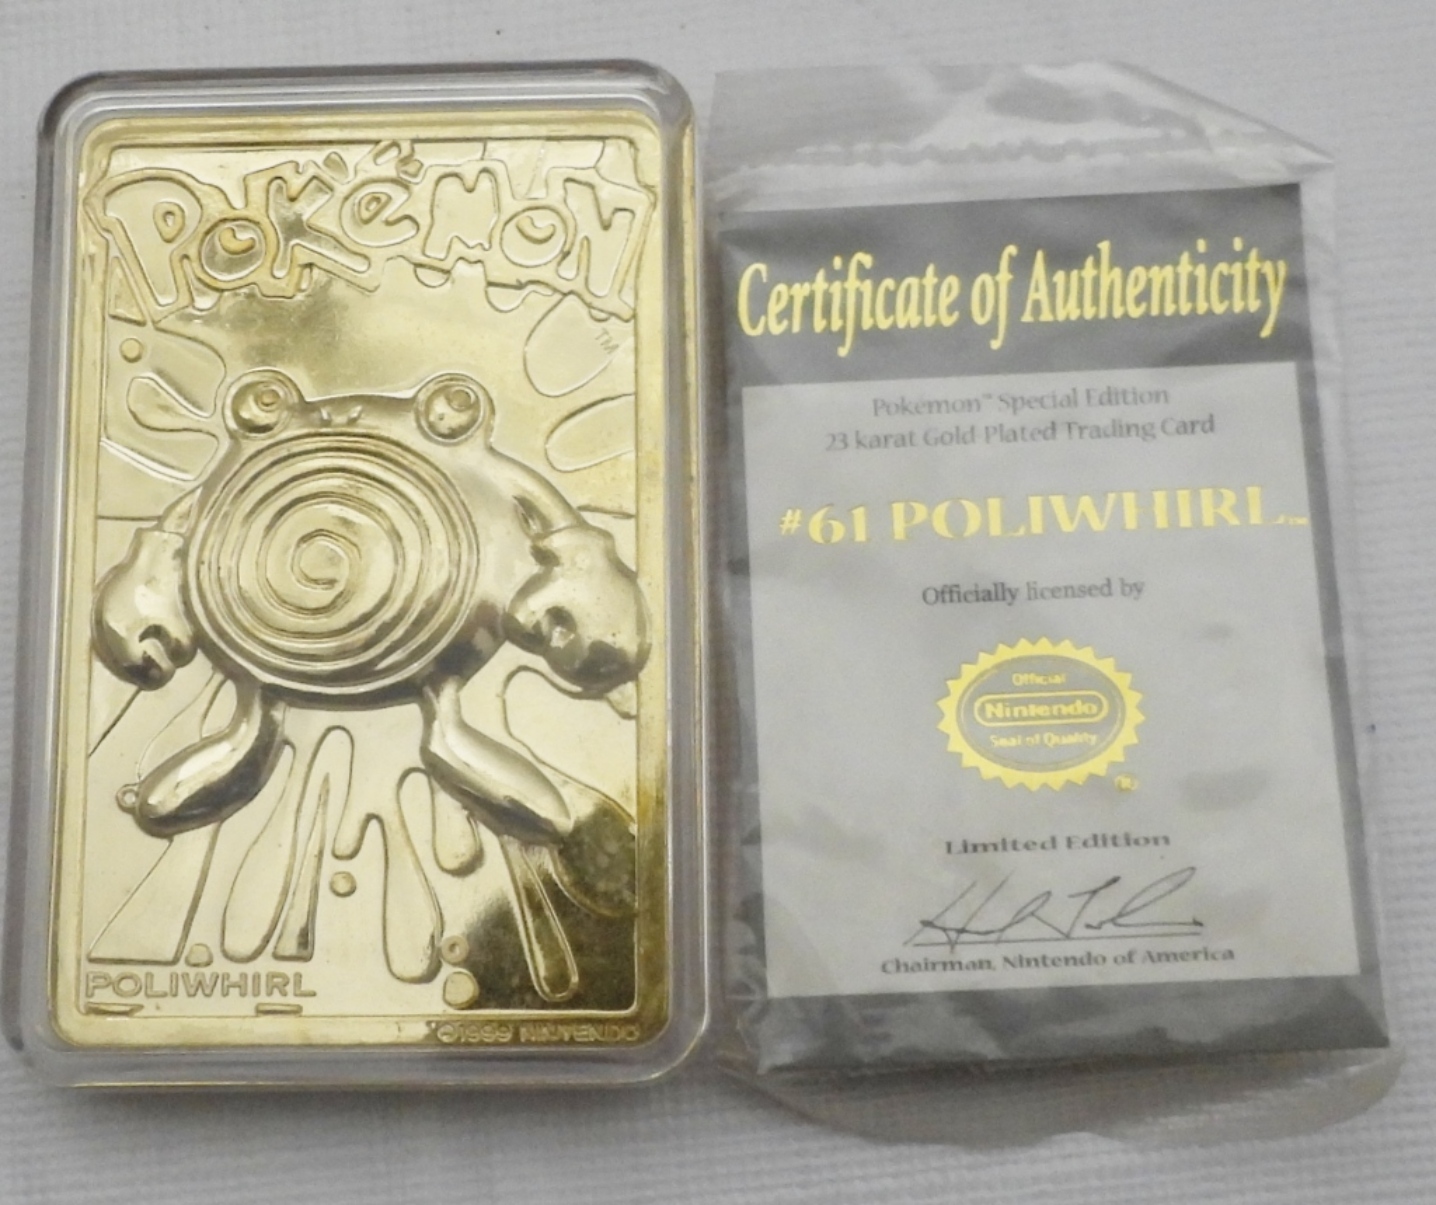 POKéMON
TM
POLIWHIRL
©1999 NINTENDO
Certificate of Authenticity
Pokémon™ Special Edition
23 karat Gold Plated Trading Card
#61 POLIWHIRL™
Officially licensed by
Official
Nintendo
Seal of Quality
Limited Edition
Chairman, Nintendo of America